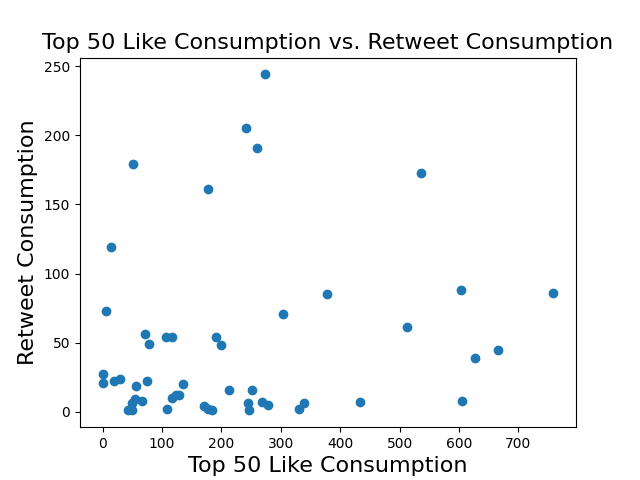 Top 50 Like Consumption vs. Retweet Consumption
250
200
150
100
50
0
Retweet Consumption
0 100 200 300 400 500 600 700
Top 50 Like Consumption